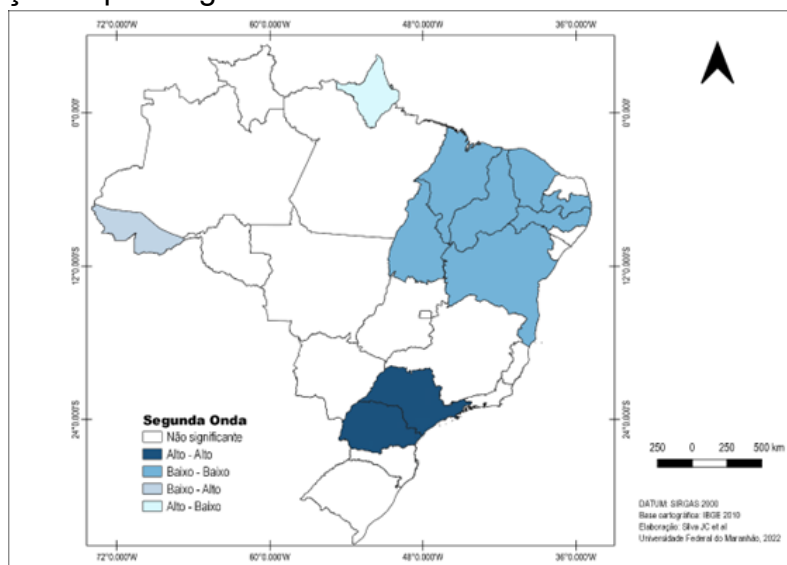 72°0.000'W 60°0.000'W 48°0.000'W 36°0.000'W
0°0.000' 0°0.000'
12°0.000'S 12°0.000'S
24°0.000'S 24°0.000'S
Segunda Onda
Não significante
Alto - Alto
Baixo - Baixo
Baixo - Alto
Alto - Baixo
250 0 250 500 km
DATUM: SIRGAS 2000
Base cartográfica: IBGE 2010
Elaboração: Silva JC et al
Universidade Federal do Maranhão, 2022
72°0.000'W 60°0.000'W 48°0.000'W 36°0.000'W